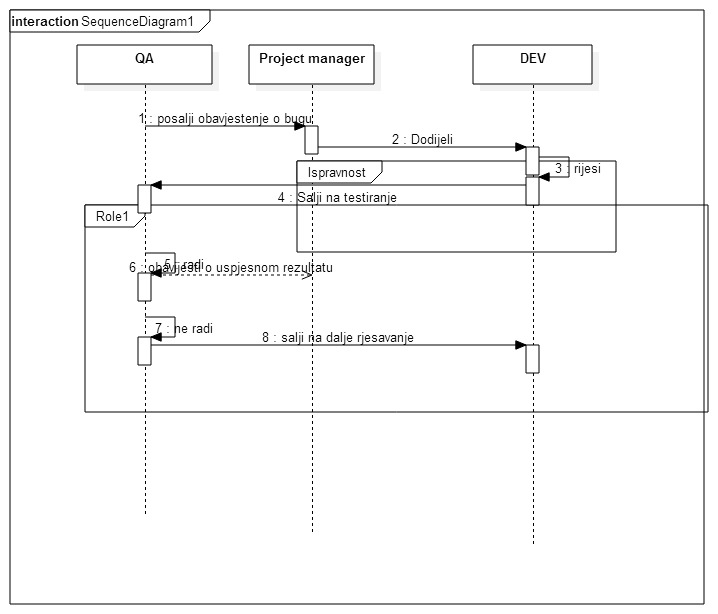 interaction SequenceDiagram1
QA
Project manager
DEV
1 : posalji obavjestenje o bugu
2 : Dodijeli
Ispravnost
3 : rijesi
4 : Salji na testiranje
Role1
5 : radi
6 : obavijesti o uspjesnom rezultatu
7 : ne radi
8 : salji na dalje rjesavanje